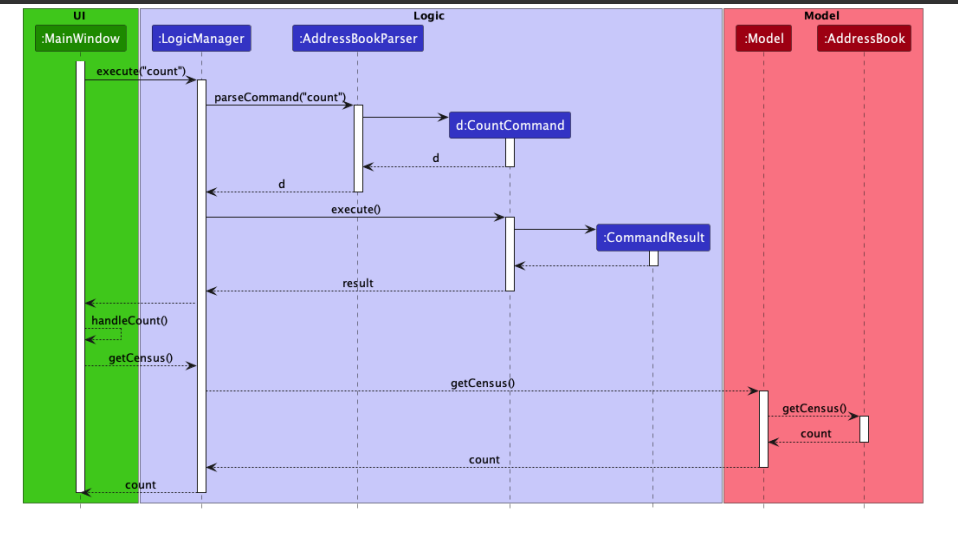 UI
Logic
Model
:MainWindow
:LogicManager
:AddressBookParser
:Model
:AddressBook
execute("count")
parseCommand("count")
d:CountCommand
d
d
execute()
:CommandResult
result
handleCount()
getCensus()
getCensus()
getCensus()
count
count
count